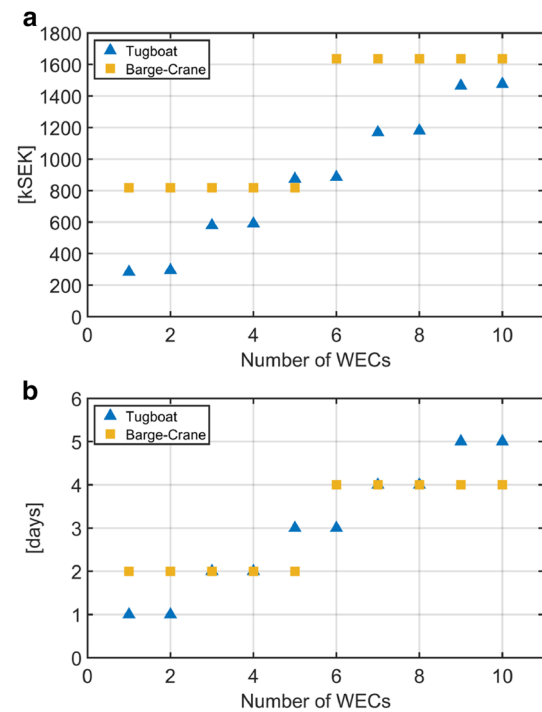 a
1800
1600
1400
1200
1000
800
600
400
200
0
[kSEK]
Tugboat
Barge-Crane
0 2 4 6 8 10
Number of WECs
b
6
5
4
3
2
1
0
[days]
Tugboat
Barge-Crane
0 2 4 6 8 10
Number of WECs